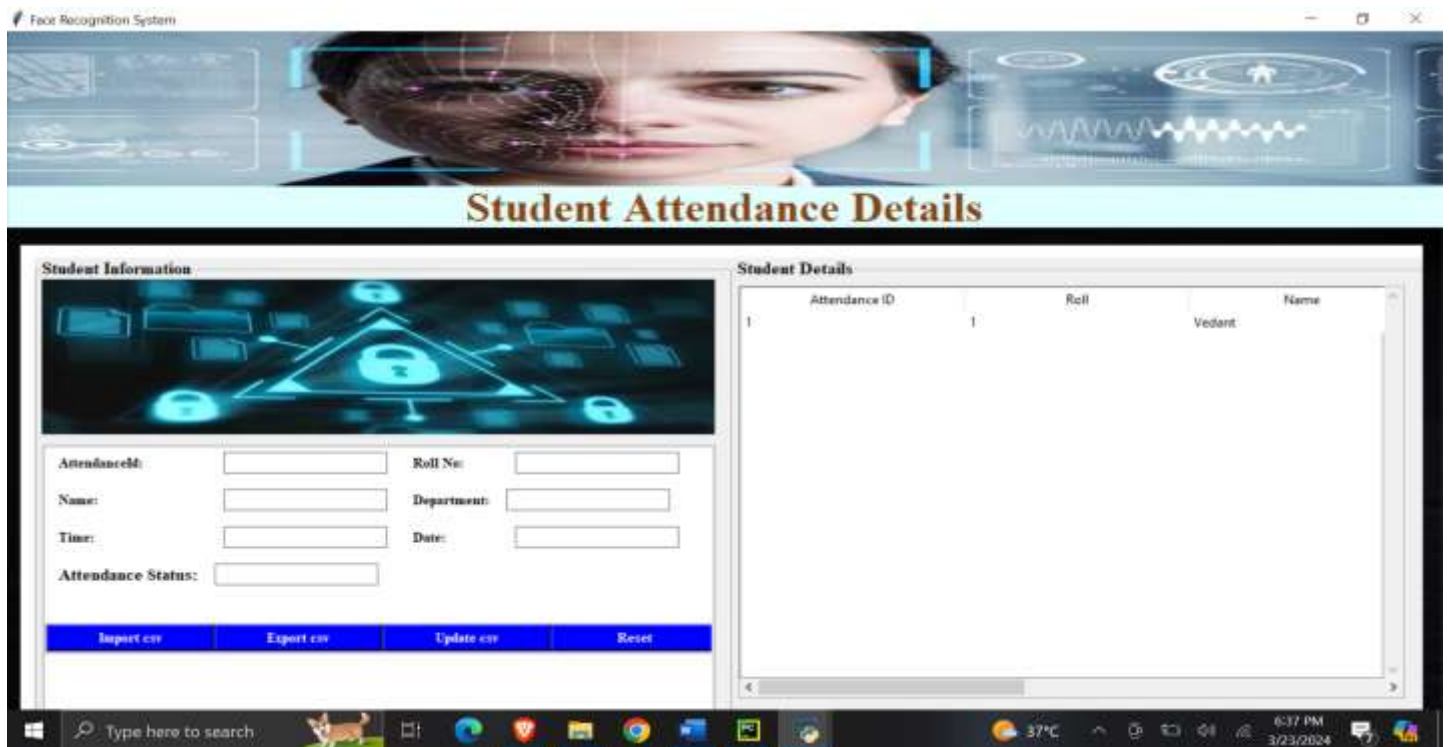 Face Recognition System
Student Attendance Details
Student Information
AttendanceId:
Roll No:
Name:
Department:
Time:
Date:
Attendance Status:
Import csv
Export csv
Update csv
Reset
Student Details
Attendance ID
Roll
Name
1
1
Vedant
Type here to search
PC
37°C
6:37 PM
3/23/2024
7